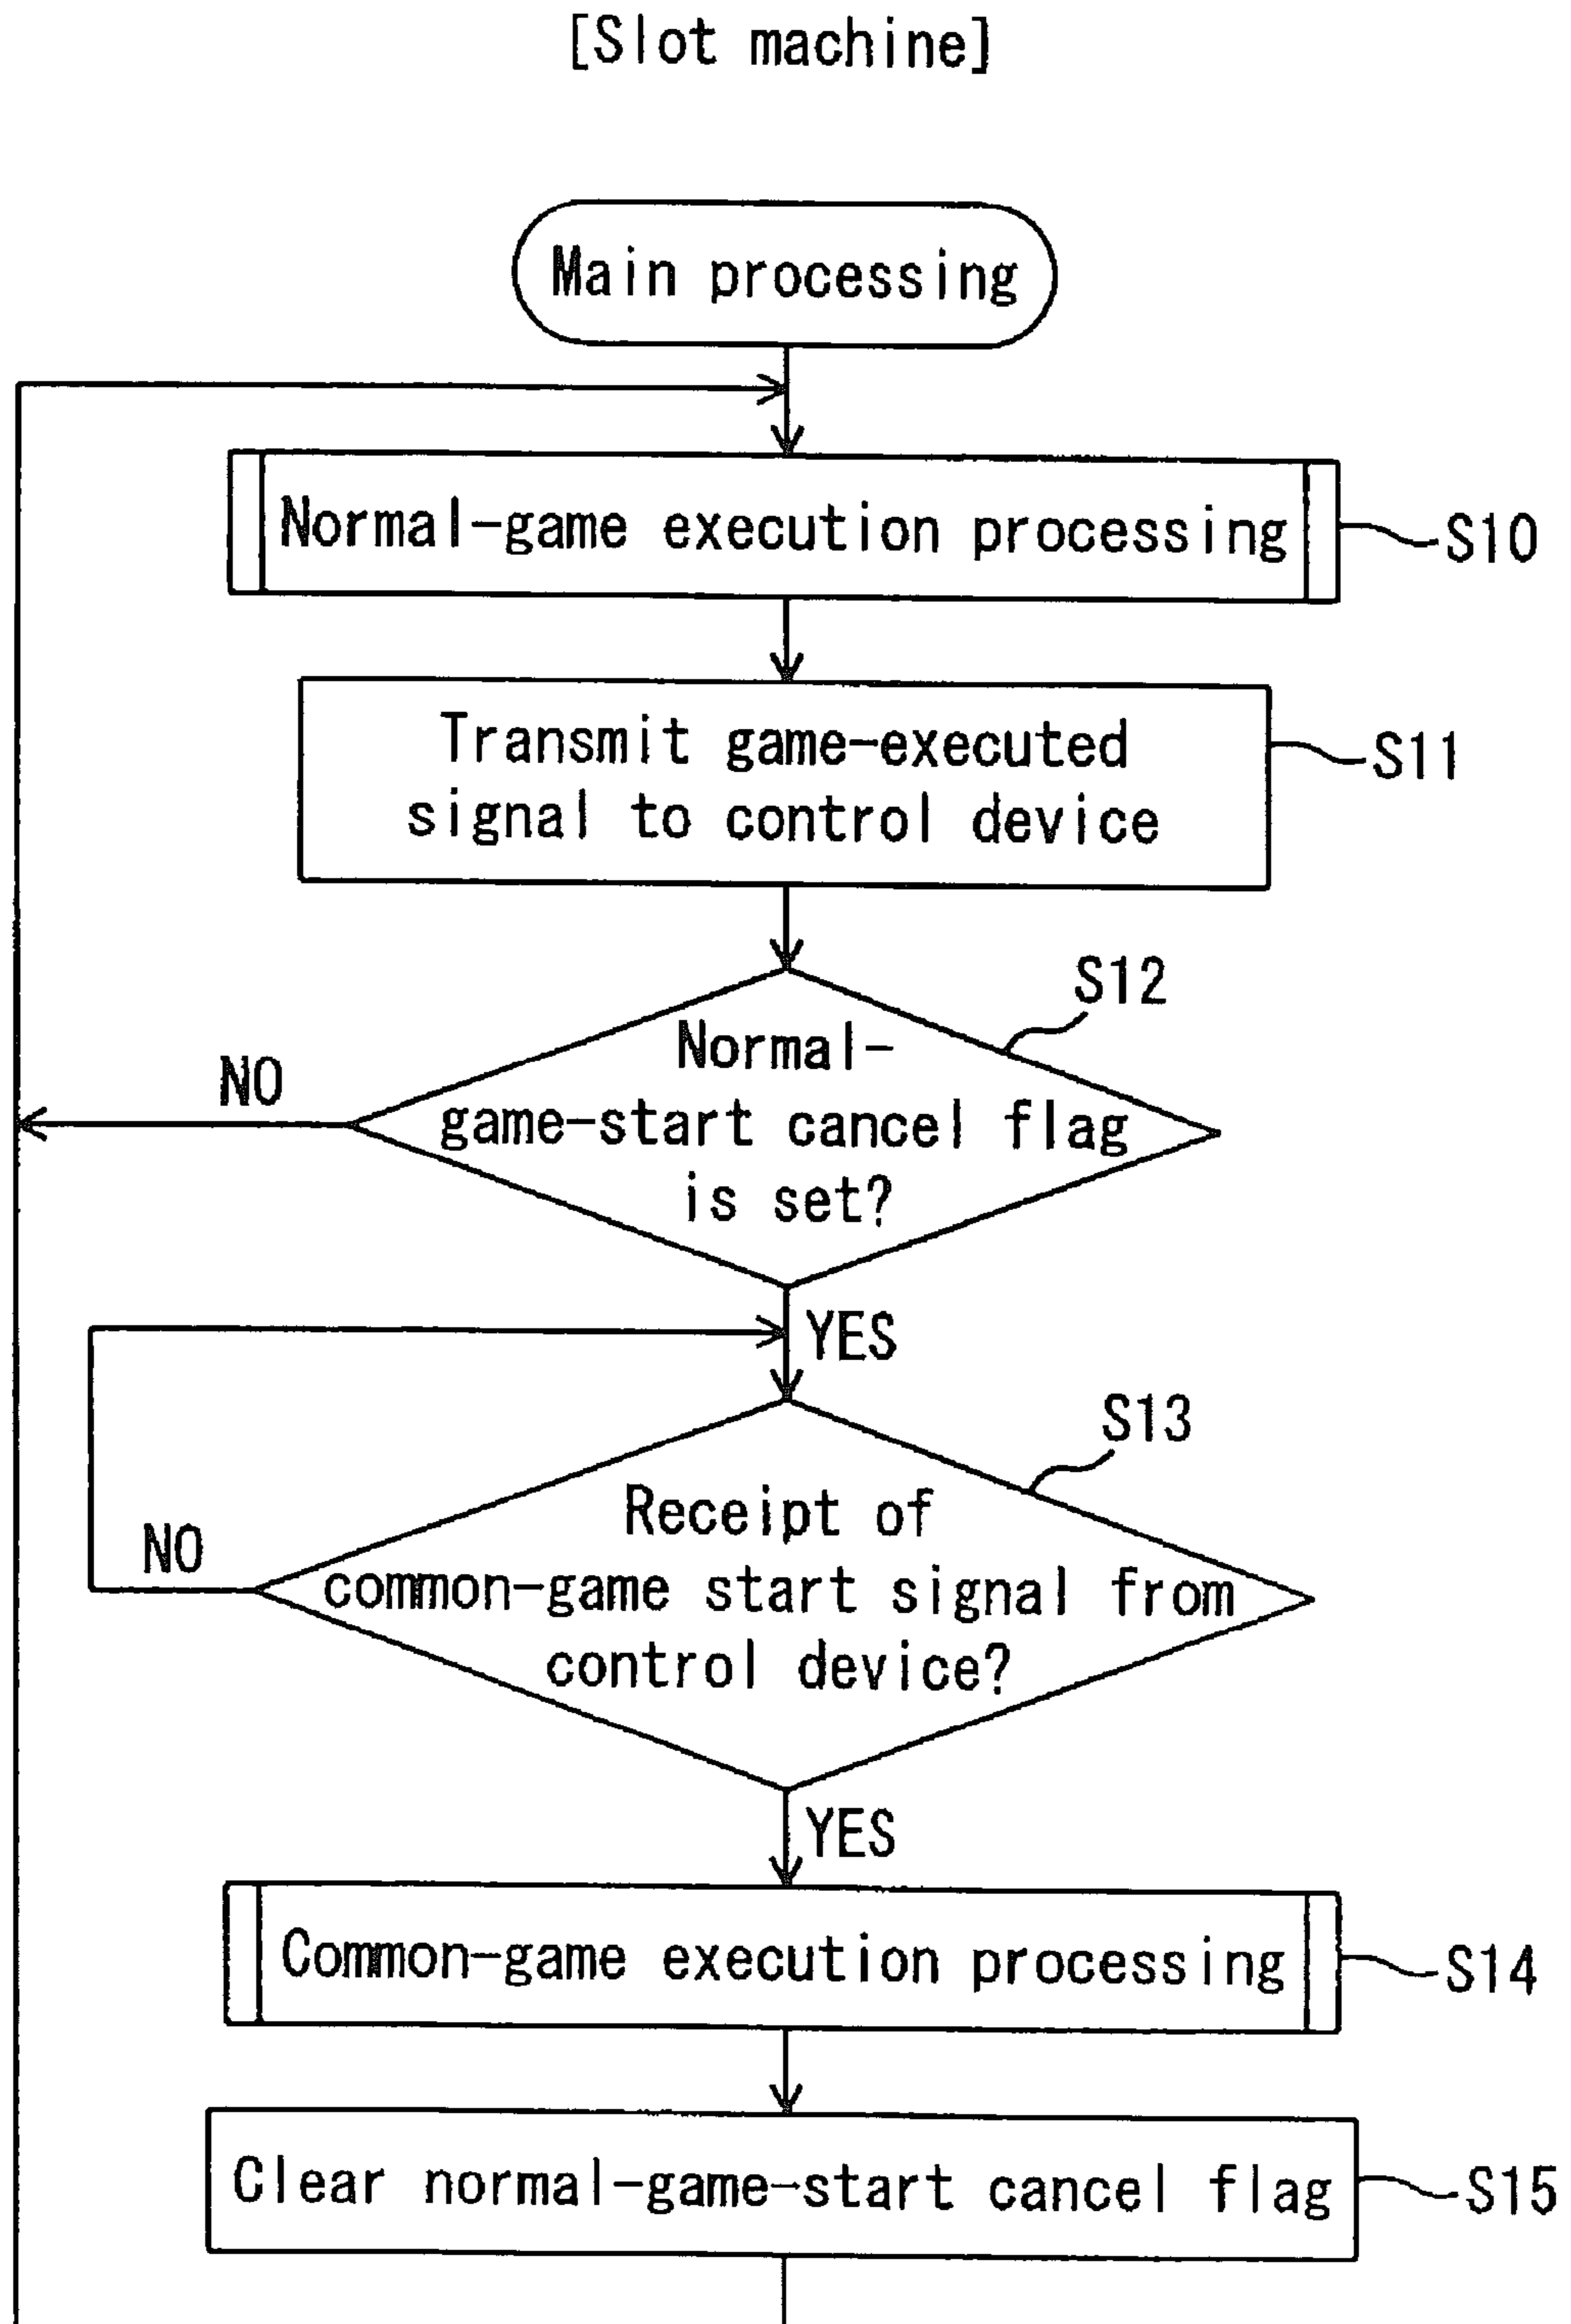 [Slot machine]
Main processing
Normal-game execution processing
S10
Transmit game-executed
signal to control device
S11
S12
Normal-
game-start cancel flag
is set?
NO
YES
S13
Receipt of
common-game start signal from
control device?
NO
YES
Common-game execution processing
S14
Clear normal-game-start cancel flag
S15